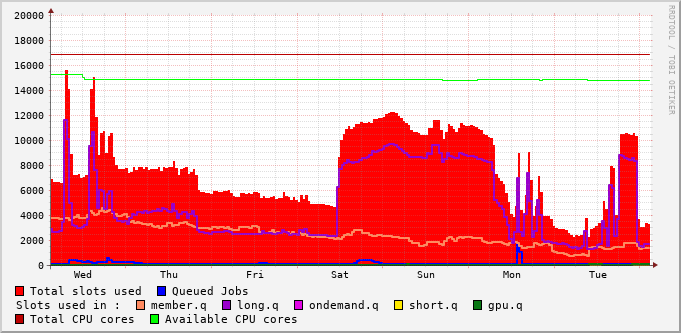 20000
18000
16000
14000
12000
10000
8000
6000
4000
2000
0
Wed Thu Fri Sat Sun Mon Tue
RRDTOOL / TOBI OETIKER
Total slots used Queued Jobs
Slots used in : member.q long.q ondemand.q short.q gpu.q
Total CPU cores Available CPU cores